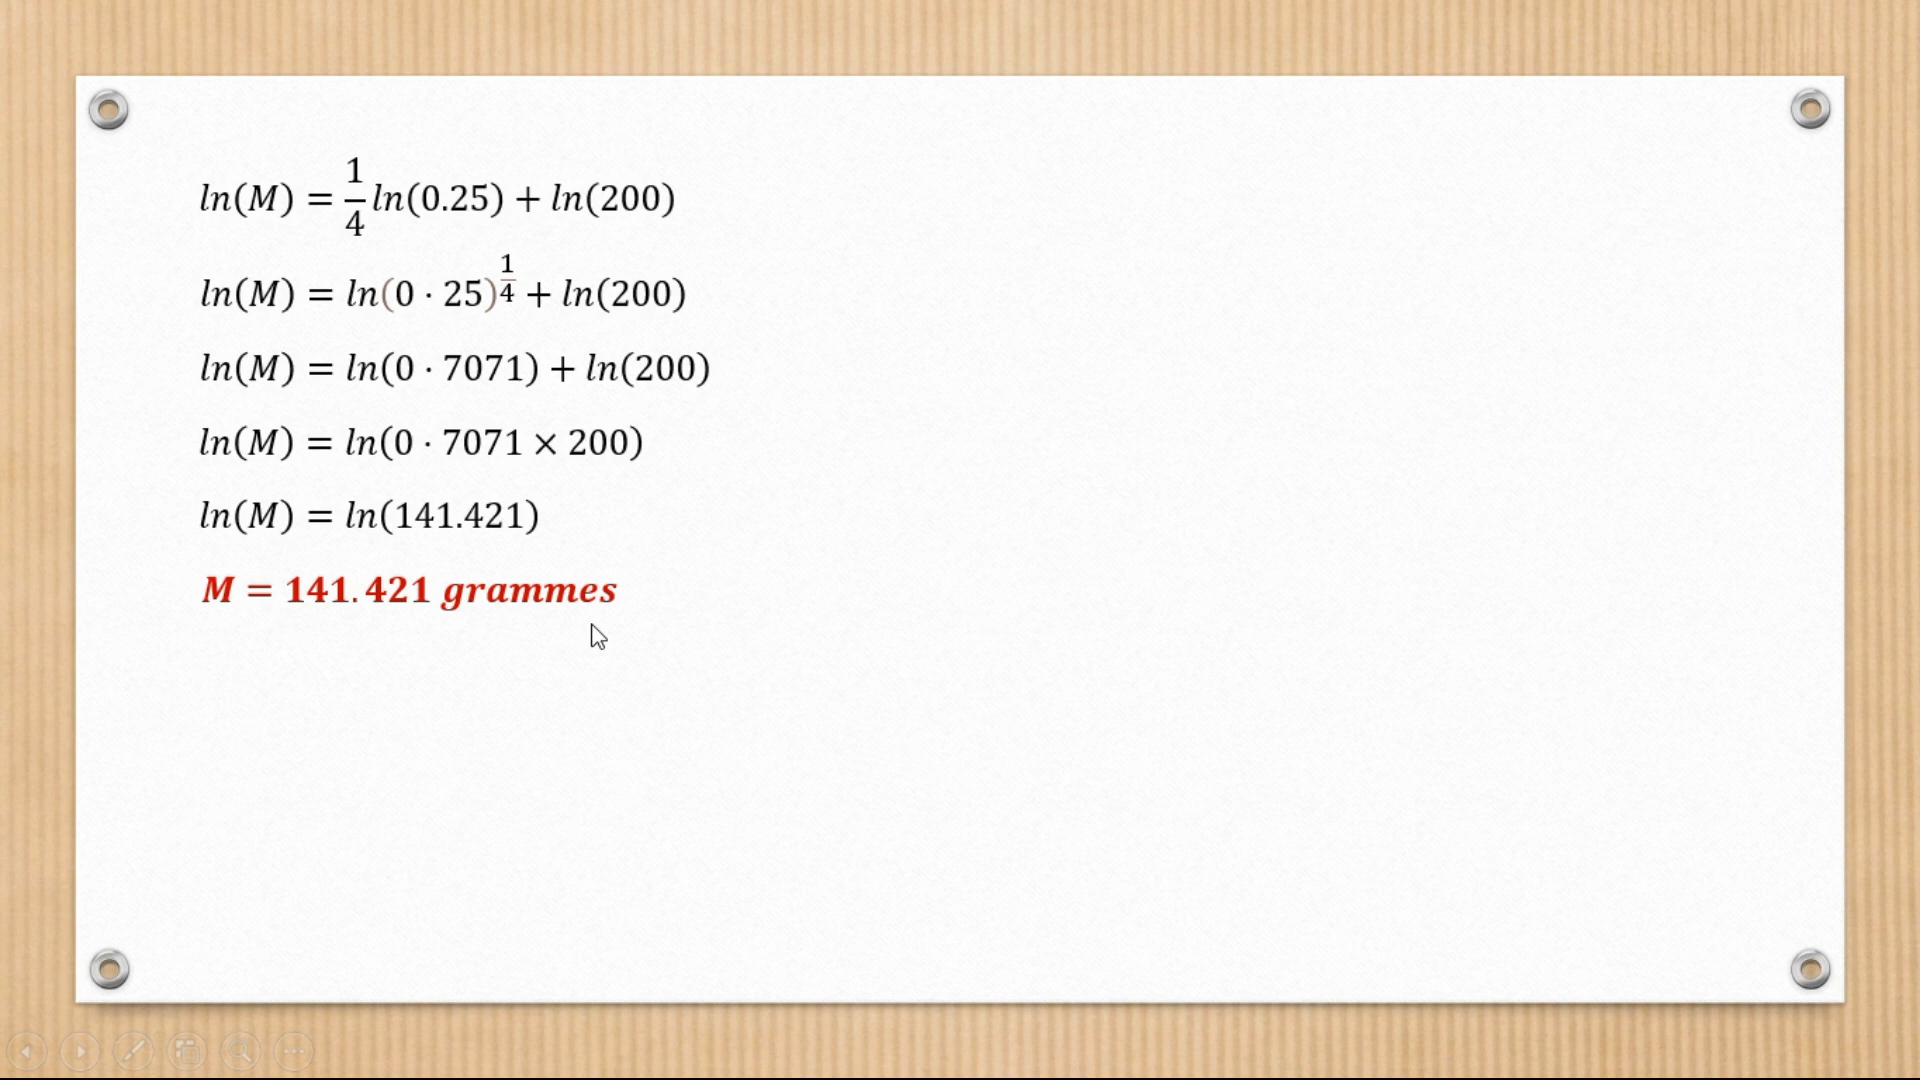 ln(M) = 1/4 ln(0.25) + ln(200)
ln(M) = ln(0 · 25)^1/4 + ln(200)
ln(M) = ln(0 · 7071) + ln(200)
ln(M) = ln(0 · 7071 × 200)
ln(M) = ln(141.421)
M = 141.421 grammes